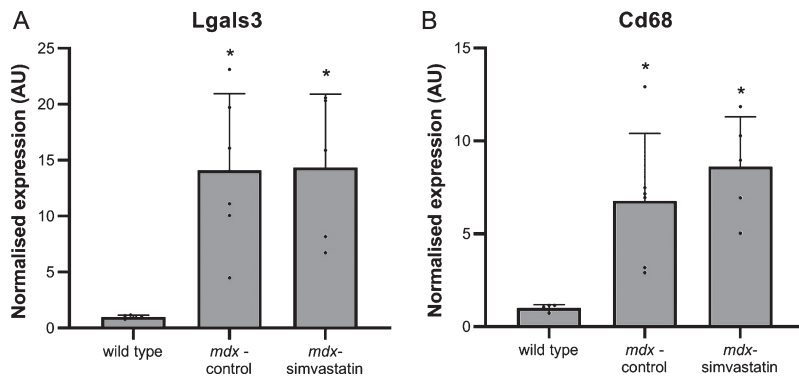 A
Lgals3
Normalised expression (AU)
25
20
15
10
5
0
*
*
wild type
mdx -
control
mdx-
simvastatin
B
Cd68
Normalised expression (AU)
15
10
5
0
*
*
wild type
mdx -
control
mdx-
simvastatin